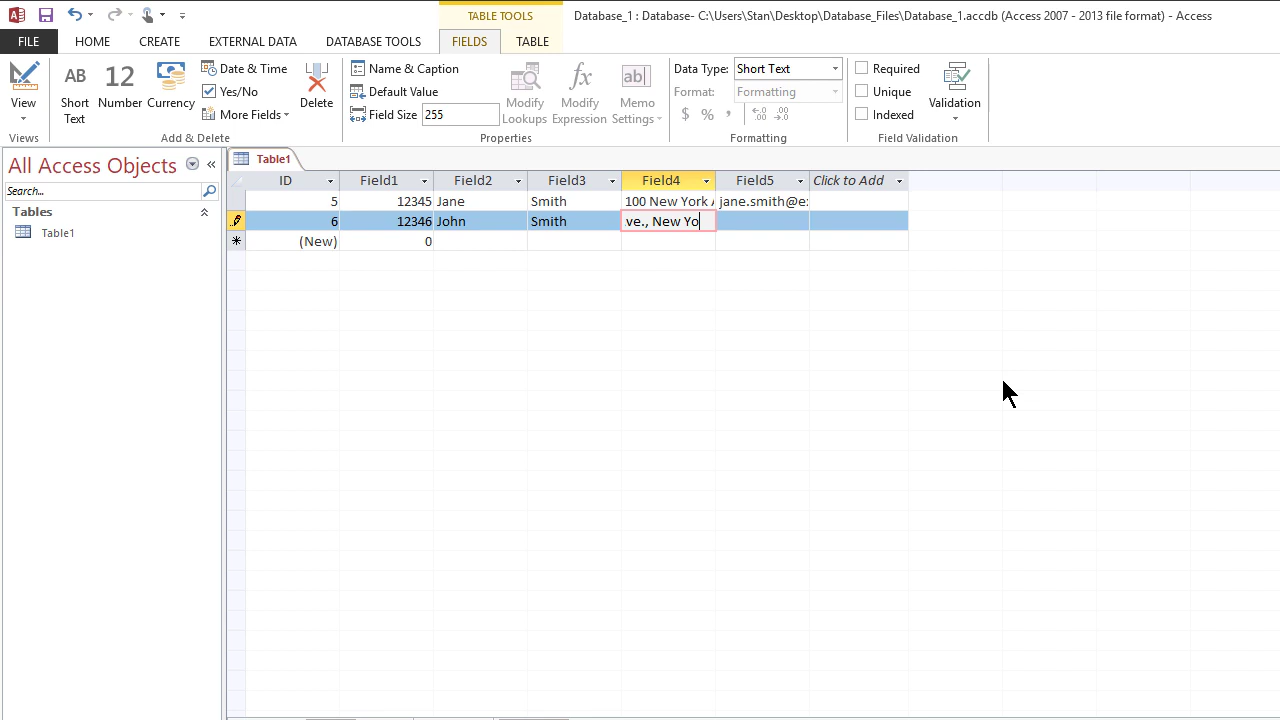 TABLE TOOLS
Database_1 : Database- C:\Users\stan\Desktop\Database_Files\Database_1.accdb (Access 2007 - 2013 file format) - Access
FILE HOME CREATE EXTERNAL DATA DATABASE TOOLS FIELDS TABLE
View
Views
AB Short Text
12 Number
Currency
Date & Time
Yes/No
More Fields
Delete
Add & Delete
Name & Caption
Default Value
Field Size 255
Modify Lookups
fx Modify Expression
ab Memo Settings
Properties
Data Type: Short Text
Format: Formatting
$ % , .00 .00
Formatting
Required
Unique
Indexed
Validation
Field Validation
All Access Objects «
Search...
Tables
Table1
Table1
ID Field1 Field2 Field3 Field4 Field5 Click to Add
5 12345 Jane Smith 100 New York jane.smith@e
6 12346 John Smith ve., New Yo
(New) 0